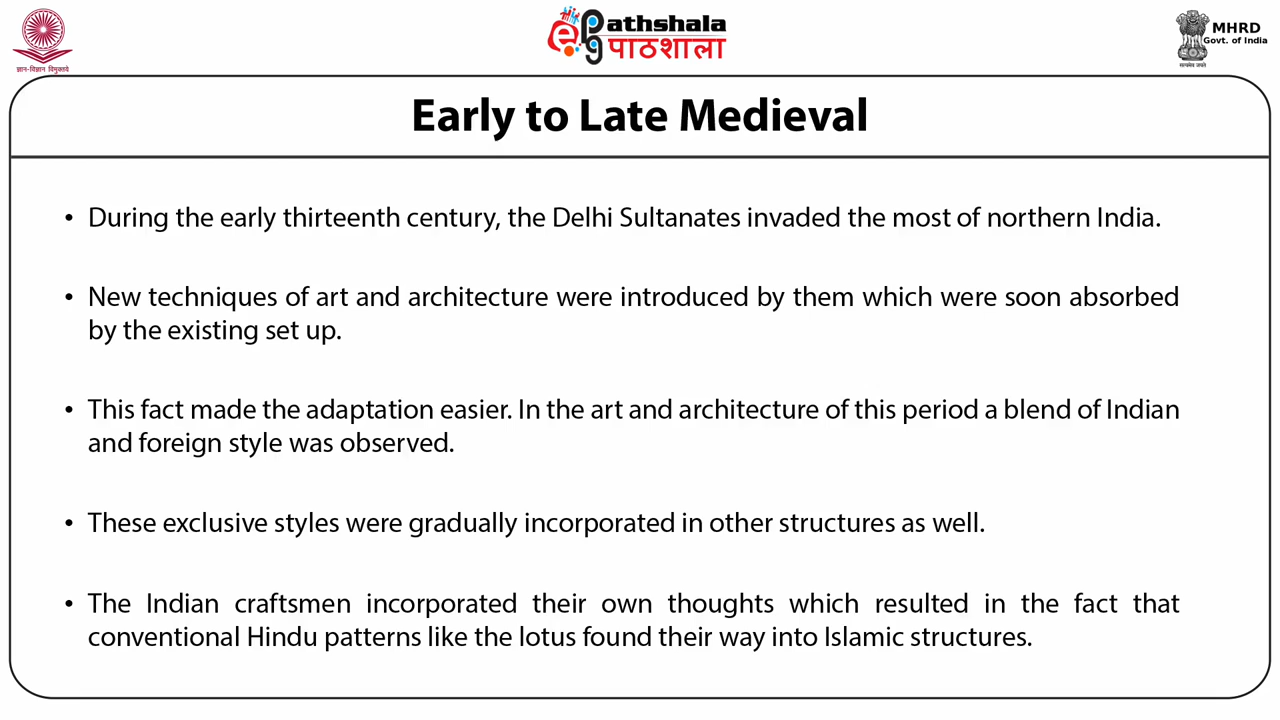 ज्ञान-विज्ञान विमुक्तये
ePathshala
पाठशाला
MHRD
Govt. of India
सत्यमेव जयते
Early to Late Medieval
• During the early thirteenth century, the Delhi Sultanates invaded the most of northern India.
• New techniques of art and architecture were introduced by them which were soon absorbed
by the existing set up.
• This fact made the adaptation easier. In the art and architecture of this period a blend of Indian
and foreign style was observed.
• These exclusive styles were gradually incorporated in other structures as well.
• The Indian craftsmen incorporated their own thoughts which resulted in the fact that
conventional Hindu patterns like the lotus found their way into Islamic structures.